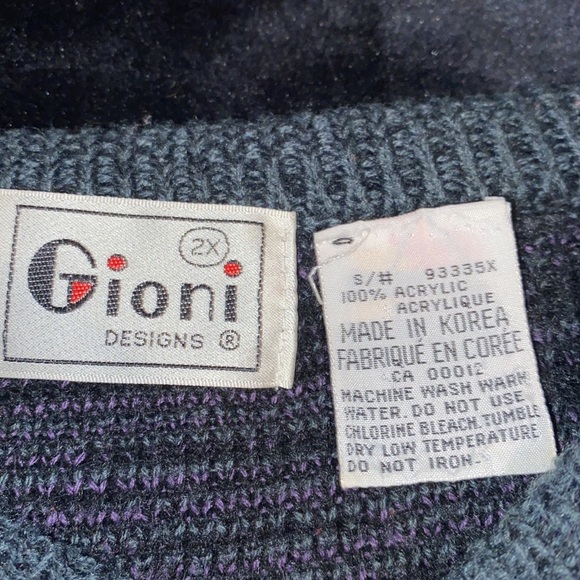 2X
Gioni
DESIGNS ®
S/# 93335X
100% ACRYLIC
ACRYLIQUE
MADE IN KOREA
FABRIQUÉ EN CORÉE
CA 00012
MACHINE WASH WARM
WATER. DO NOT USE
CHLORINE BLEACH. TUMBLE
DRY LOW TEMPERATURE
DO NOT IRON.